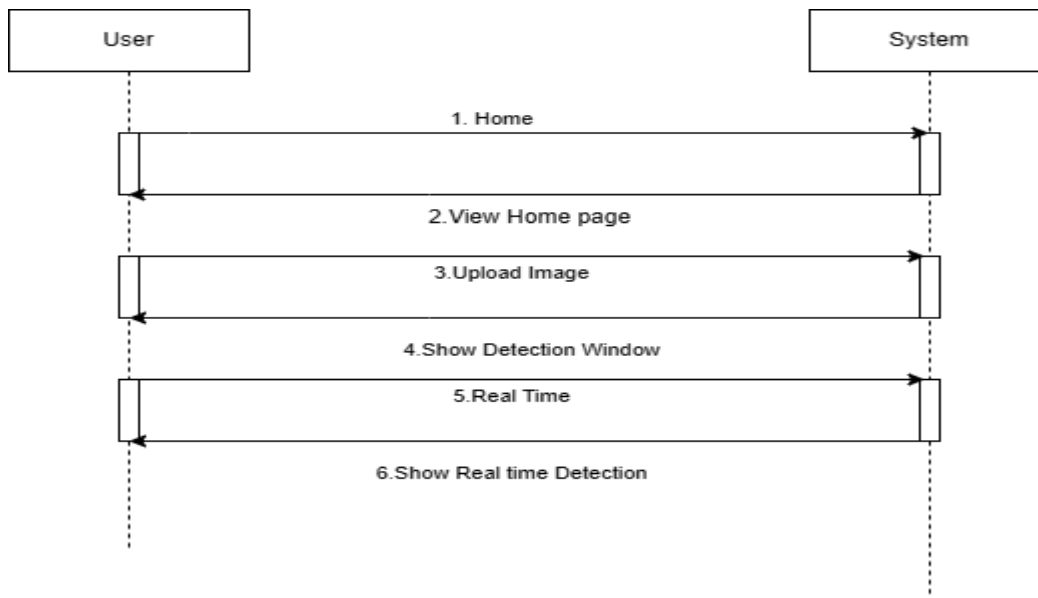 User
System
1. Home
2.View Home page
3.Upload Image
4.Show Detection Window
5.Real Time
6.Show Real time Detection